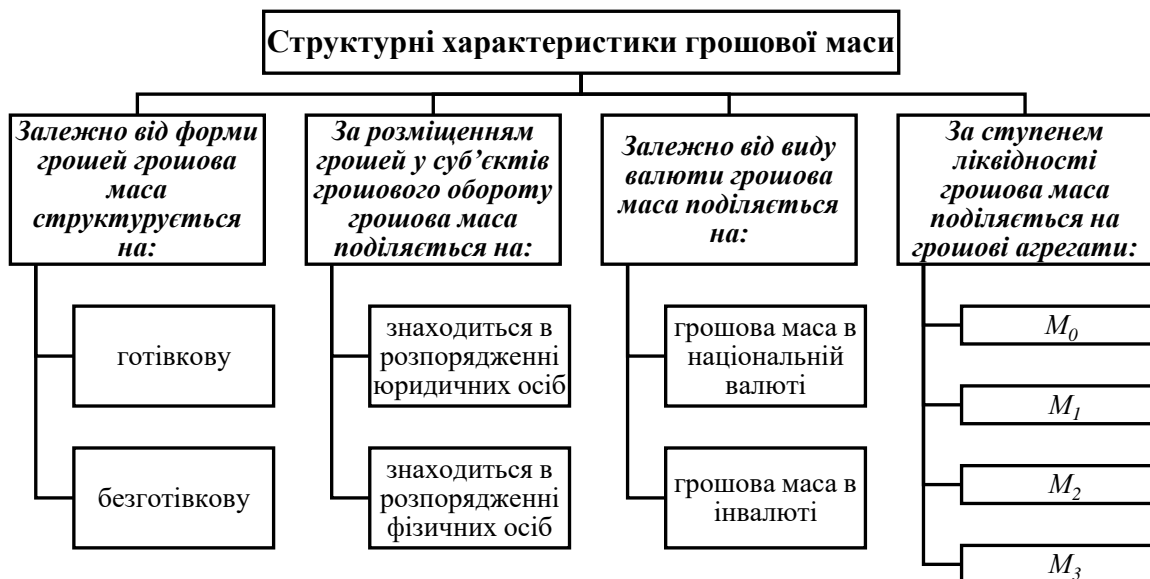 Структурні характеристики грошової маси
Залежно від форми
грошей грошова
маса
структурується
на:
готівкову
безготівкову
За розміщенням
грошей у суб’єктів
грошового обороту
грошова маса
поділяється на:
знаходиться в
розпорядженні
юридичних осіб
знаходиться в
розпорядженні
фізичних осіб
Залежно від виду
валюти грошова
маса поділяється
на:
грошова маса в
національній
валюті
грошова маса в
інвалюті
За ступенем
ліквідності
грошова маса
поділяється на
грошові агрегати:
M₀
M₁
M₂
M₃